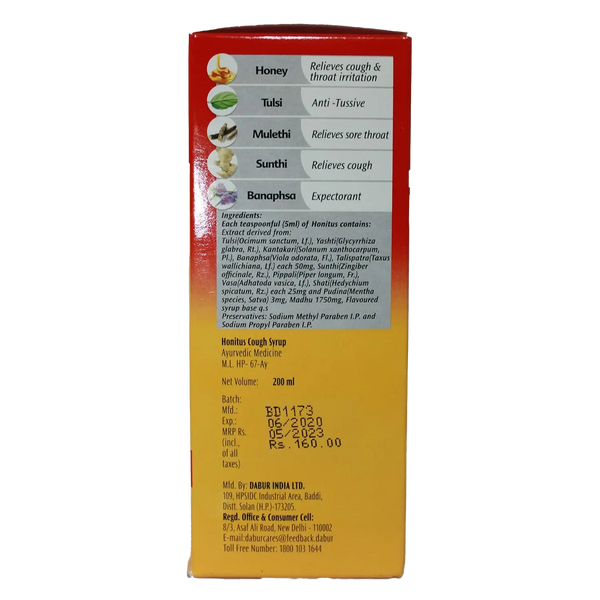 Honey Relieves cough &
throat irritation
Tulsi Anti -Tussive
Mulethi Relieves sore throat
Sunthi Relieves cough
Banaphsa Expectorant
Ingredients:
Each teaspoonful (5ml) of Honitus contains:
Extract derived from:
Tulsi(Ocimum sanctum, Lf.), Yashti(Glycyrrhiza
glabra, Rt.), Kantakari(Solanum xanthocarpum,
Pl.), Banaphsa(Viola odorata, Fl.), Talispatra(Taxus
wallichiana, Lf.) each 50mg, Sunthi(Zingiber
officinale, Rz.), Pippali(Piper longum, Fr.),
Vasa(Adhatoda vasica, Lf.), Shati(Hedychium
spicatum, Rz.) each 25mg and Pudina(Mentha
species, Satva) 3mg, Madhu 1750mg, Flavoured
syrup base q.s
Preservatives: Sodium Methyl Paraben I.P. and
Sodium Propyl Paraben I.P.
Honitus Cough Syrup
Ayurvedic Medicine
M.L. HP- 67-Ay
Net Volume: 200 ml
Batch:
Mfd.: BD1173
Exp.: 06/2020
MRP Rs. 05/2023
(incl., Rs.160.00
of all
taxes)
Mfd. By: DABUR INDIA LTD.
109, HPSIDC Industrial Area, Baddi,
Distt. Solan (H.P.)-173205.
Regd. Office & Consumer Cell:
8/3, Asaf Ali Road, New Delhi - 110002
E-mail:daburcares@feedback.dabur
Toll Free Number: 1800 103 1644